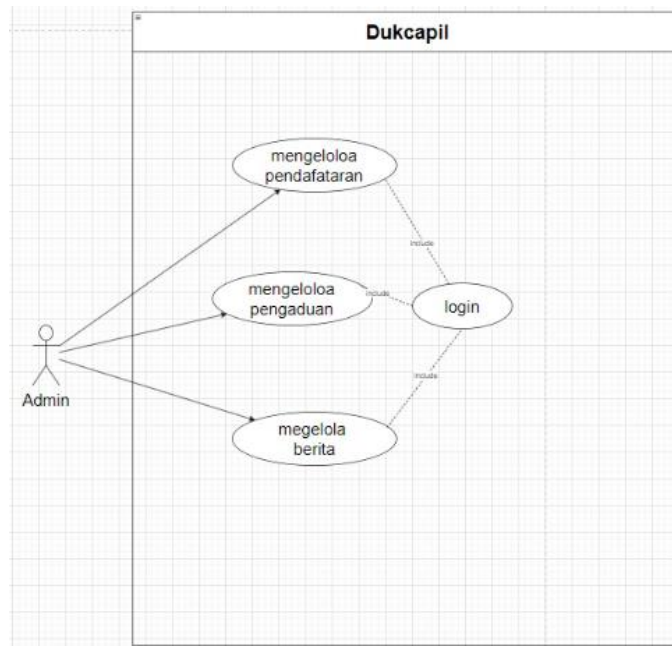 Dukcapil
mengeloloa
pendafataran
include
mengeloloa
pengaduan
include
login
Admin
include
megelola
berita